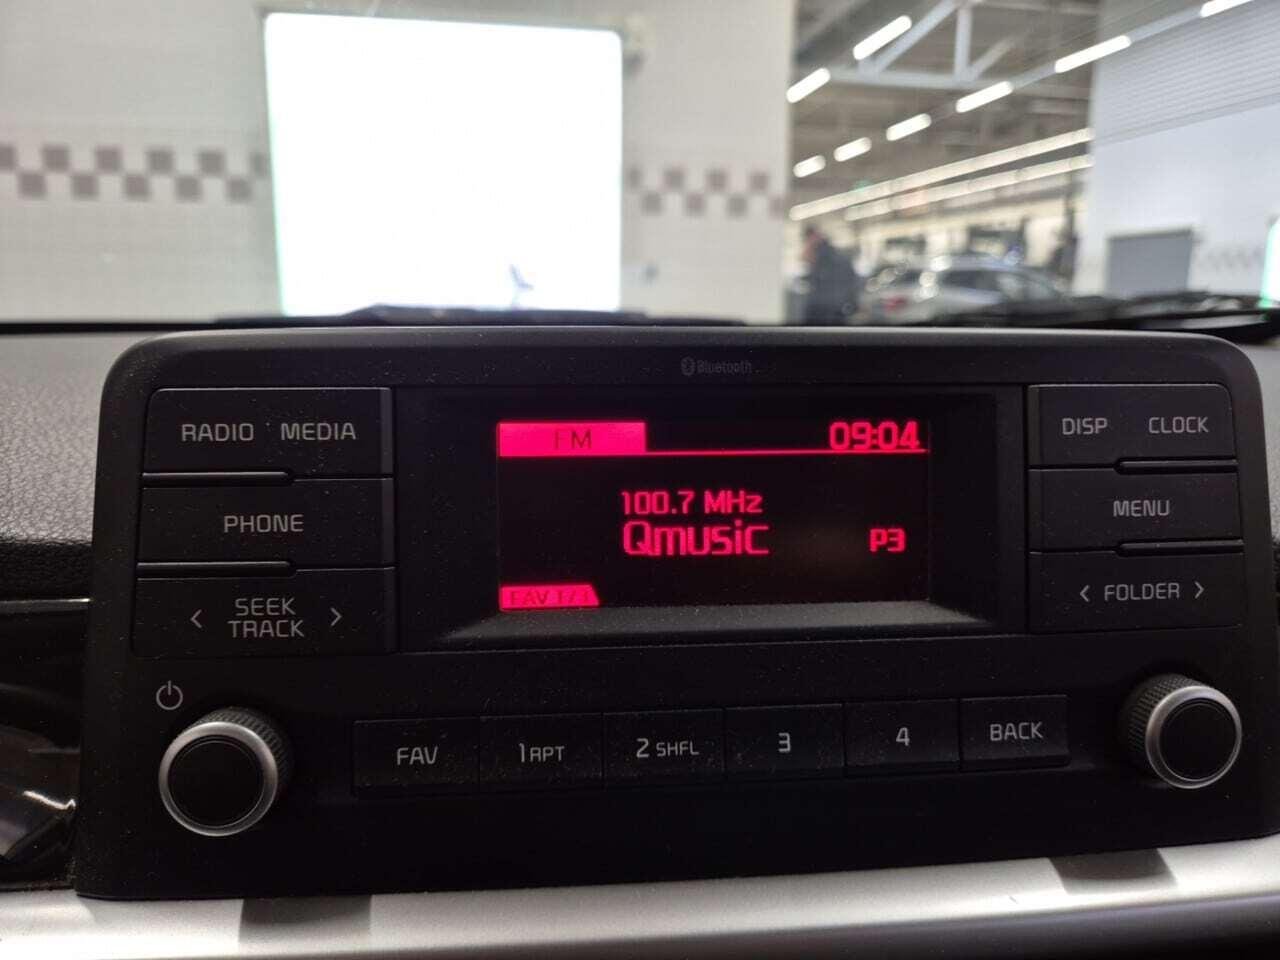 Bluetooth
RADIO MEDIA
PHONE
< SEEK TRACK >
FM 09:04
100.7 MHz
Qmusic P3
FAV 1/3
DISP CLOCK
MENU
< FOLDER >
FAV 1 RPT 2 SHFL 3 4 BACK